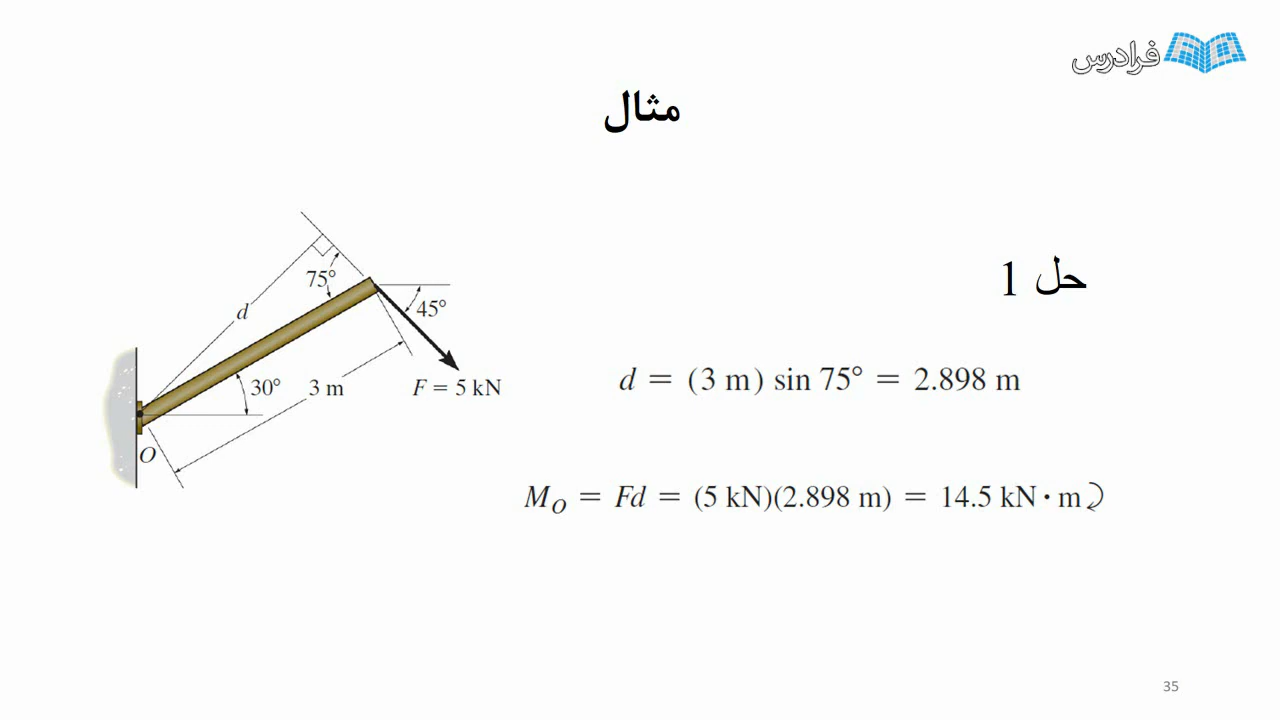 فرادرس
مثال
حل 1
75°
d
45°
30°
3 m
F = 5 kN
O
d = (3 m) sin 75° = 2.898 m
M_O = Fd = (5 kN)(2.898 m) = 14.5 kN · m⤸
35